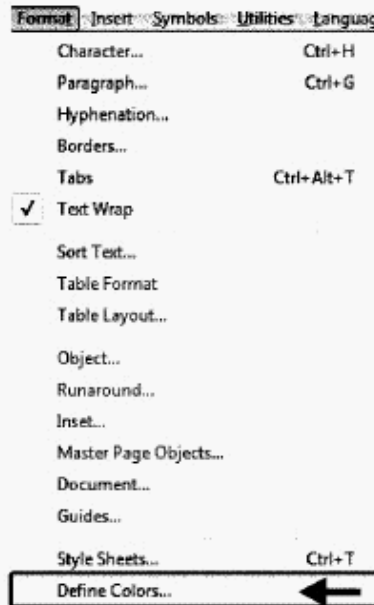 Format Insert Symbols Utilities Languag
Character... Ctrl+H
Paragraph... Ctrl+G
Hyphenation...
Borders...
Tabs Ctrl+Alt+T
✓ Text Wrap
Sort Text...
Table Format
Table Layout...
Object...
Runaround...
Inset...
Master Page Objects...
Document...
Guides...
Style Sheets... Ctrl+T
Define Colors...